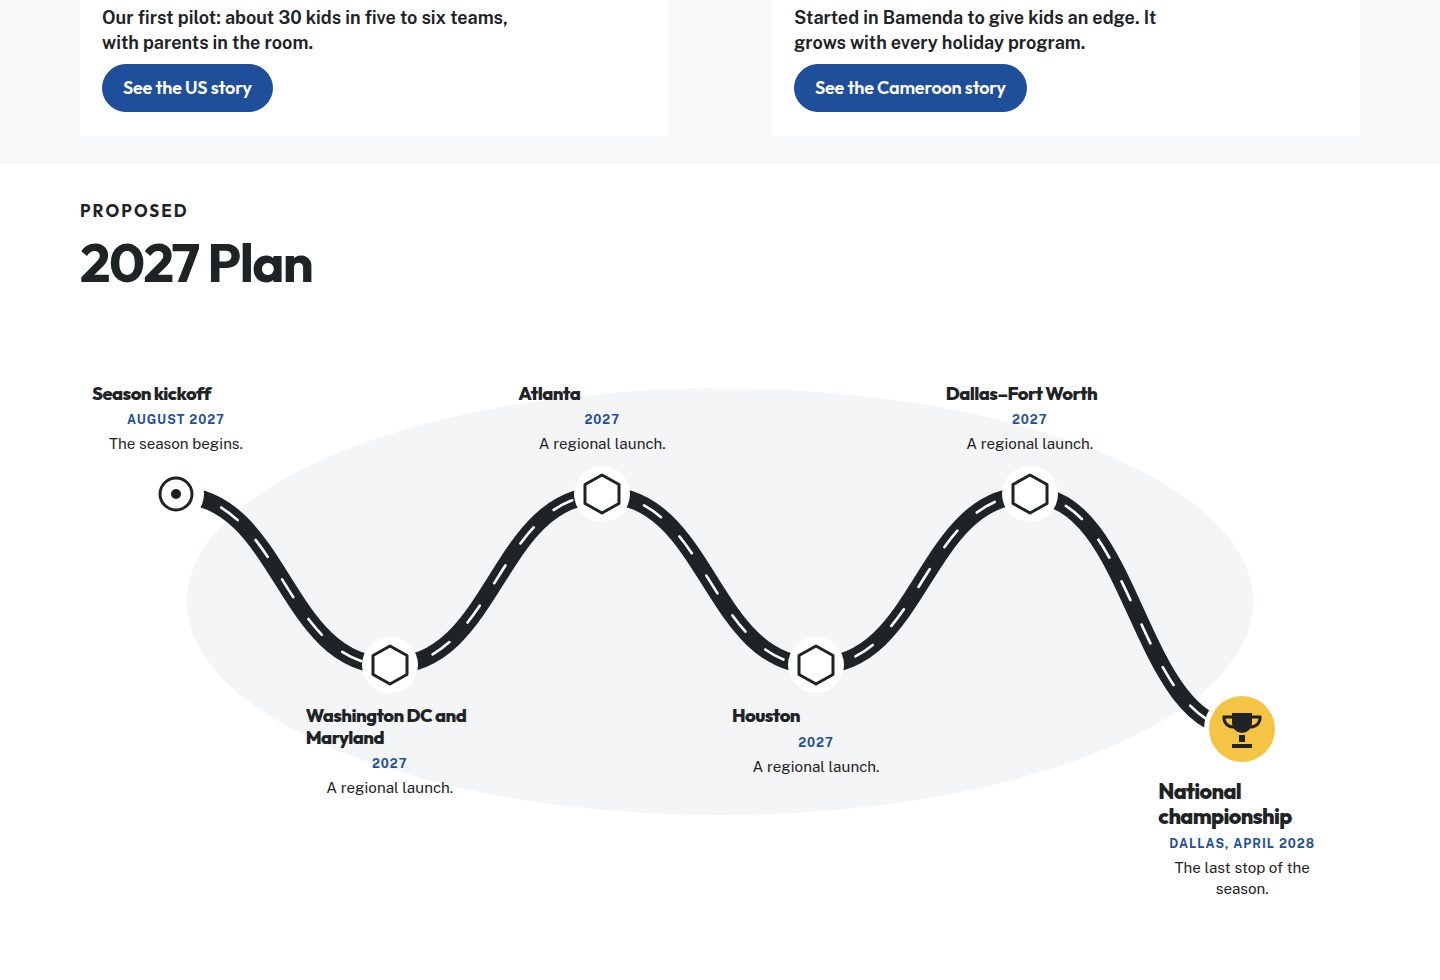 Our first pilot: about 30 kids in five to six teams,
with parents in the room.
See the US story
Started in Bamenda to give kids an edge. It
grows with every holiday program.
See the Cameroon story
PROPOSED
2027 Plan
Season kickoff
AUGUST 2027
The season begins.
Atlanta
2027
A regional launch.
Dallas–Fort Worth
2027
A regional launch.
Washington DC and
Maryland
2027
A regional launch.
Houston
2027
A regional launch.
National
championship
DALLAS, APRIL 2028
The last stop of the
season.